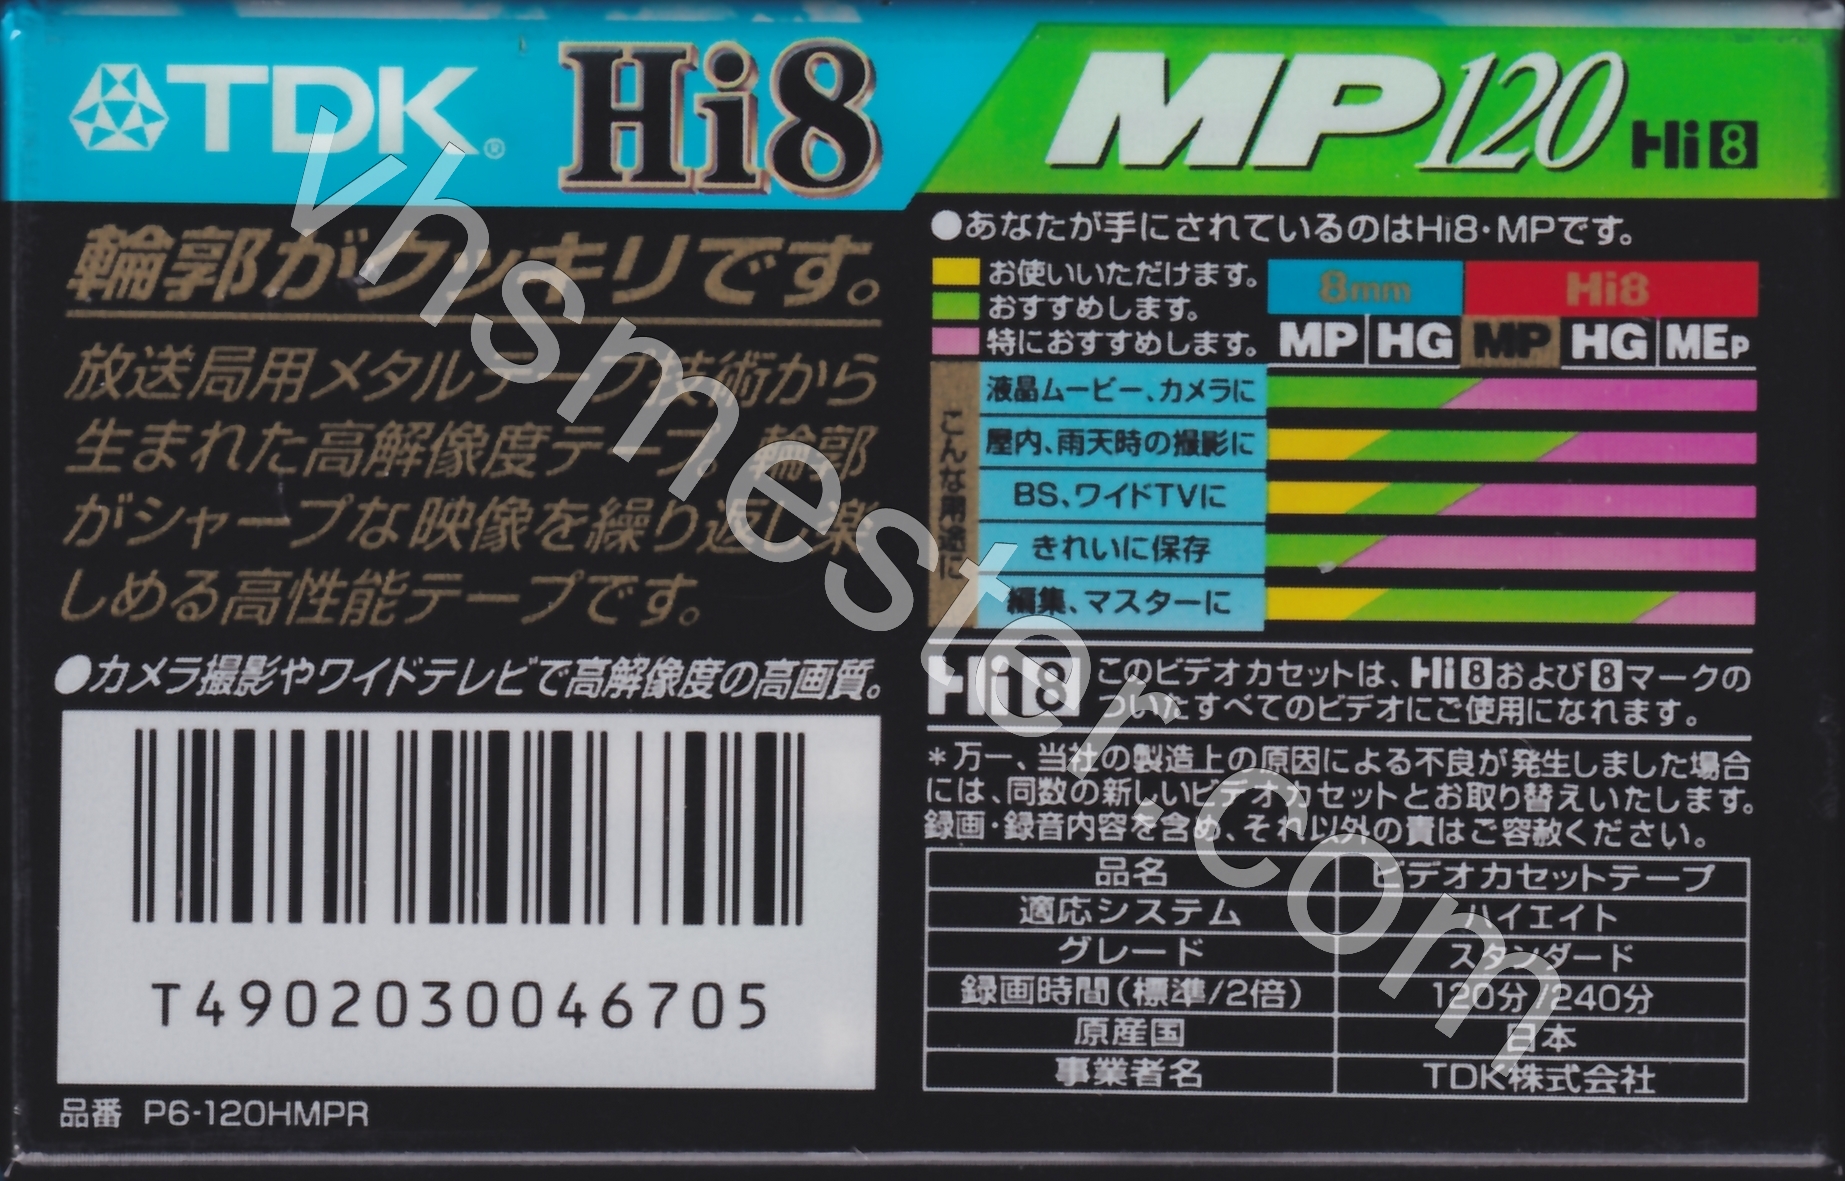 TDK® Hi8
MP120 Hi8
輪郭がクッキリです。
放送局用メタルテープ技術から
生まれた高解像度テープ。輪郭
がシャープな映像を繰り返し楽
しめる高性能テープです。
●カメラ撮影やワイドテレビで高解像度の高画質。
T4902030046705
品番 P6-120HMPR
●あなたが手にされているのはHi8・MPです。
お使いいただけます。
おすすめします。
特におすすめします。
8mm Hi8
MP HG MP HG MEp
こんな用途に
液晶ムービー、カメラに
屋内、雨天時の撮影に
BS、ワイドTVに
きれいに保存
編集、マスターに
Hi8 このビデオカセットは、Hi8および8マークの
ついたすべてのビデオにご使用になれます。
*万一、当社の製造上の原因による不良が発生しました場合
には、同数の新しいビデオカセットとお取り替えいたします。
録画・録音内容を含め、それ以外の責はご容赦ください。
品名 ビデオカセットテープ
適応システム ハイエイト
グレード スタンダード
録画時間(標準/2倍) 120分/240分
原産国 日本
事業者名 TDK株式会社
vhsmester.com